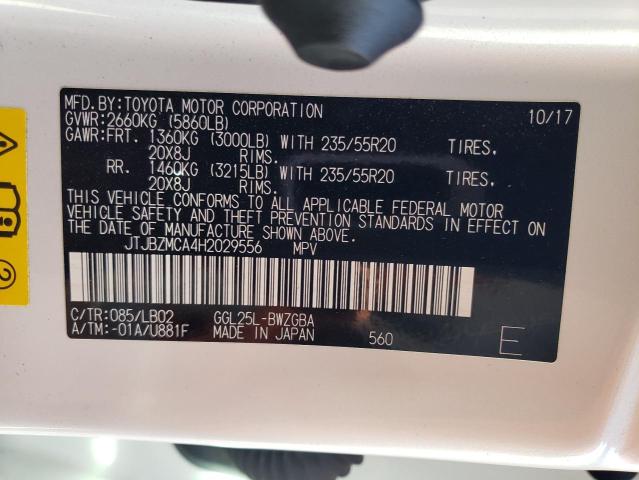 MFD.BY:TOYOTA MOTOR CORPORATION 10/17
GVWR:2660KG (5860LB)
GAWR:FRT. 1360KG (3000LB) WITH 235/55R20 TIRES,
20X8J RIMS.
RR. 1460KG (3215LB) WITH 235/55R20 TIRES,
20X8J RIMS.
THIS VEHICLE CONFORMS TO ALL APPLICABLE FEDERAL MOTOR
VEHICLE SAFETY AND THEFT PREVENTION STANDARDS IN EFFECT ON
THE DATE OF MANUFACTURE SHOWN ABOVE.
JTJBZMCA4H2029556 MPV
C/TR:085/LB02 GGL25L-BWZGBA
A/TM:-01A/U881F MADE IN JAPAN 560 E
2